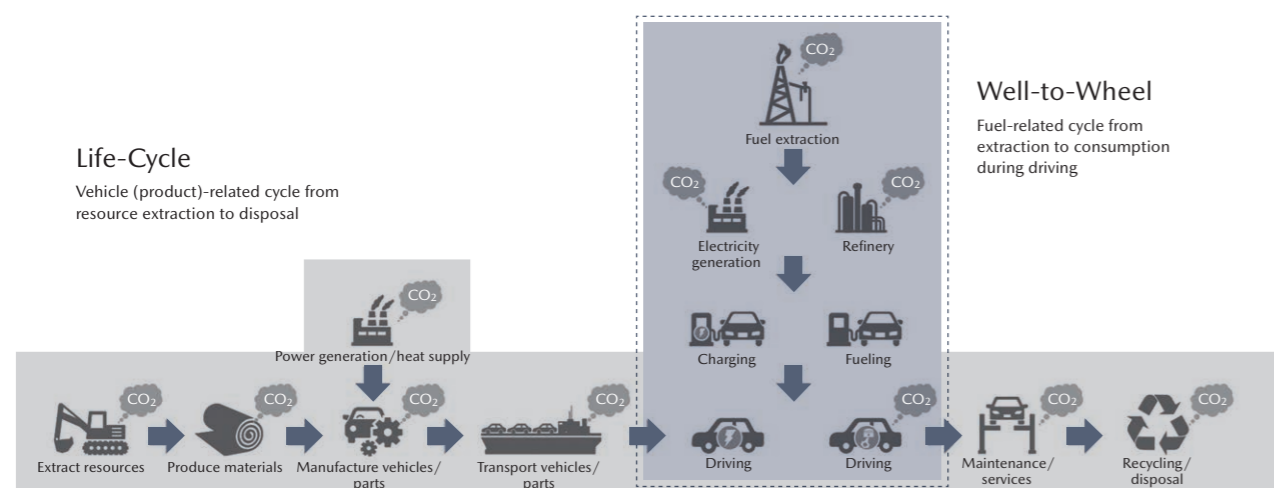 CO₂
Fuel extraction
Well-to-Wheel
Fuel-related cycle from
extraction to consumption
during driving
Life-Cycle
Vehicle (product)-related cycle from
resource extraction to disposal
CO₂
CO₂
Electricity
generation
Refinery
CO₂
Power generation/heat supply
Charging
Fueling
CO₂
CO₂
CO₂
CO₂
CO₂
CO₂
CO₂
Extract resources
Produce materials
Manufacture vehicles/
parts
Transport vehicles/
parts
Driving
Driving
Maintenance/
services
Recycling/
disposal